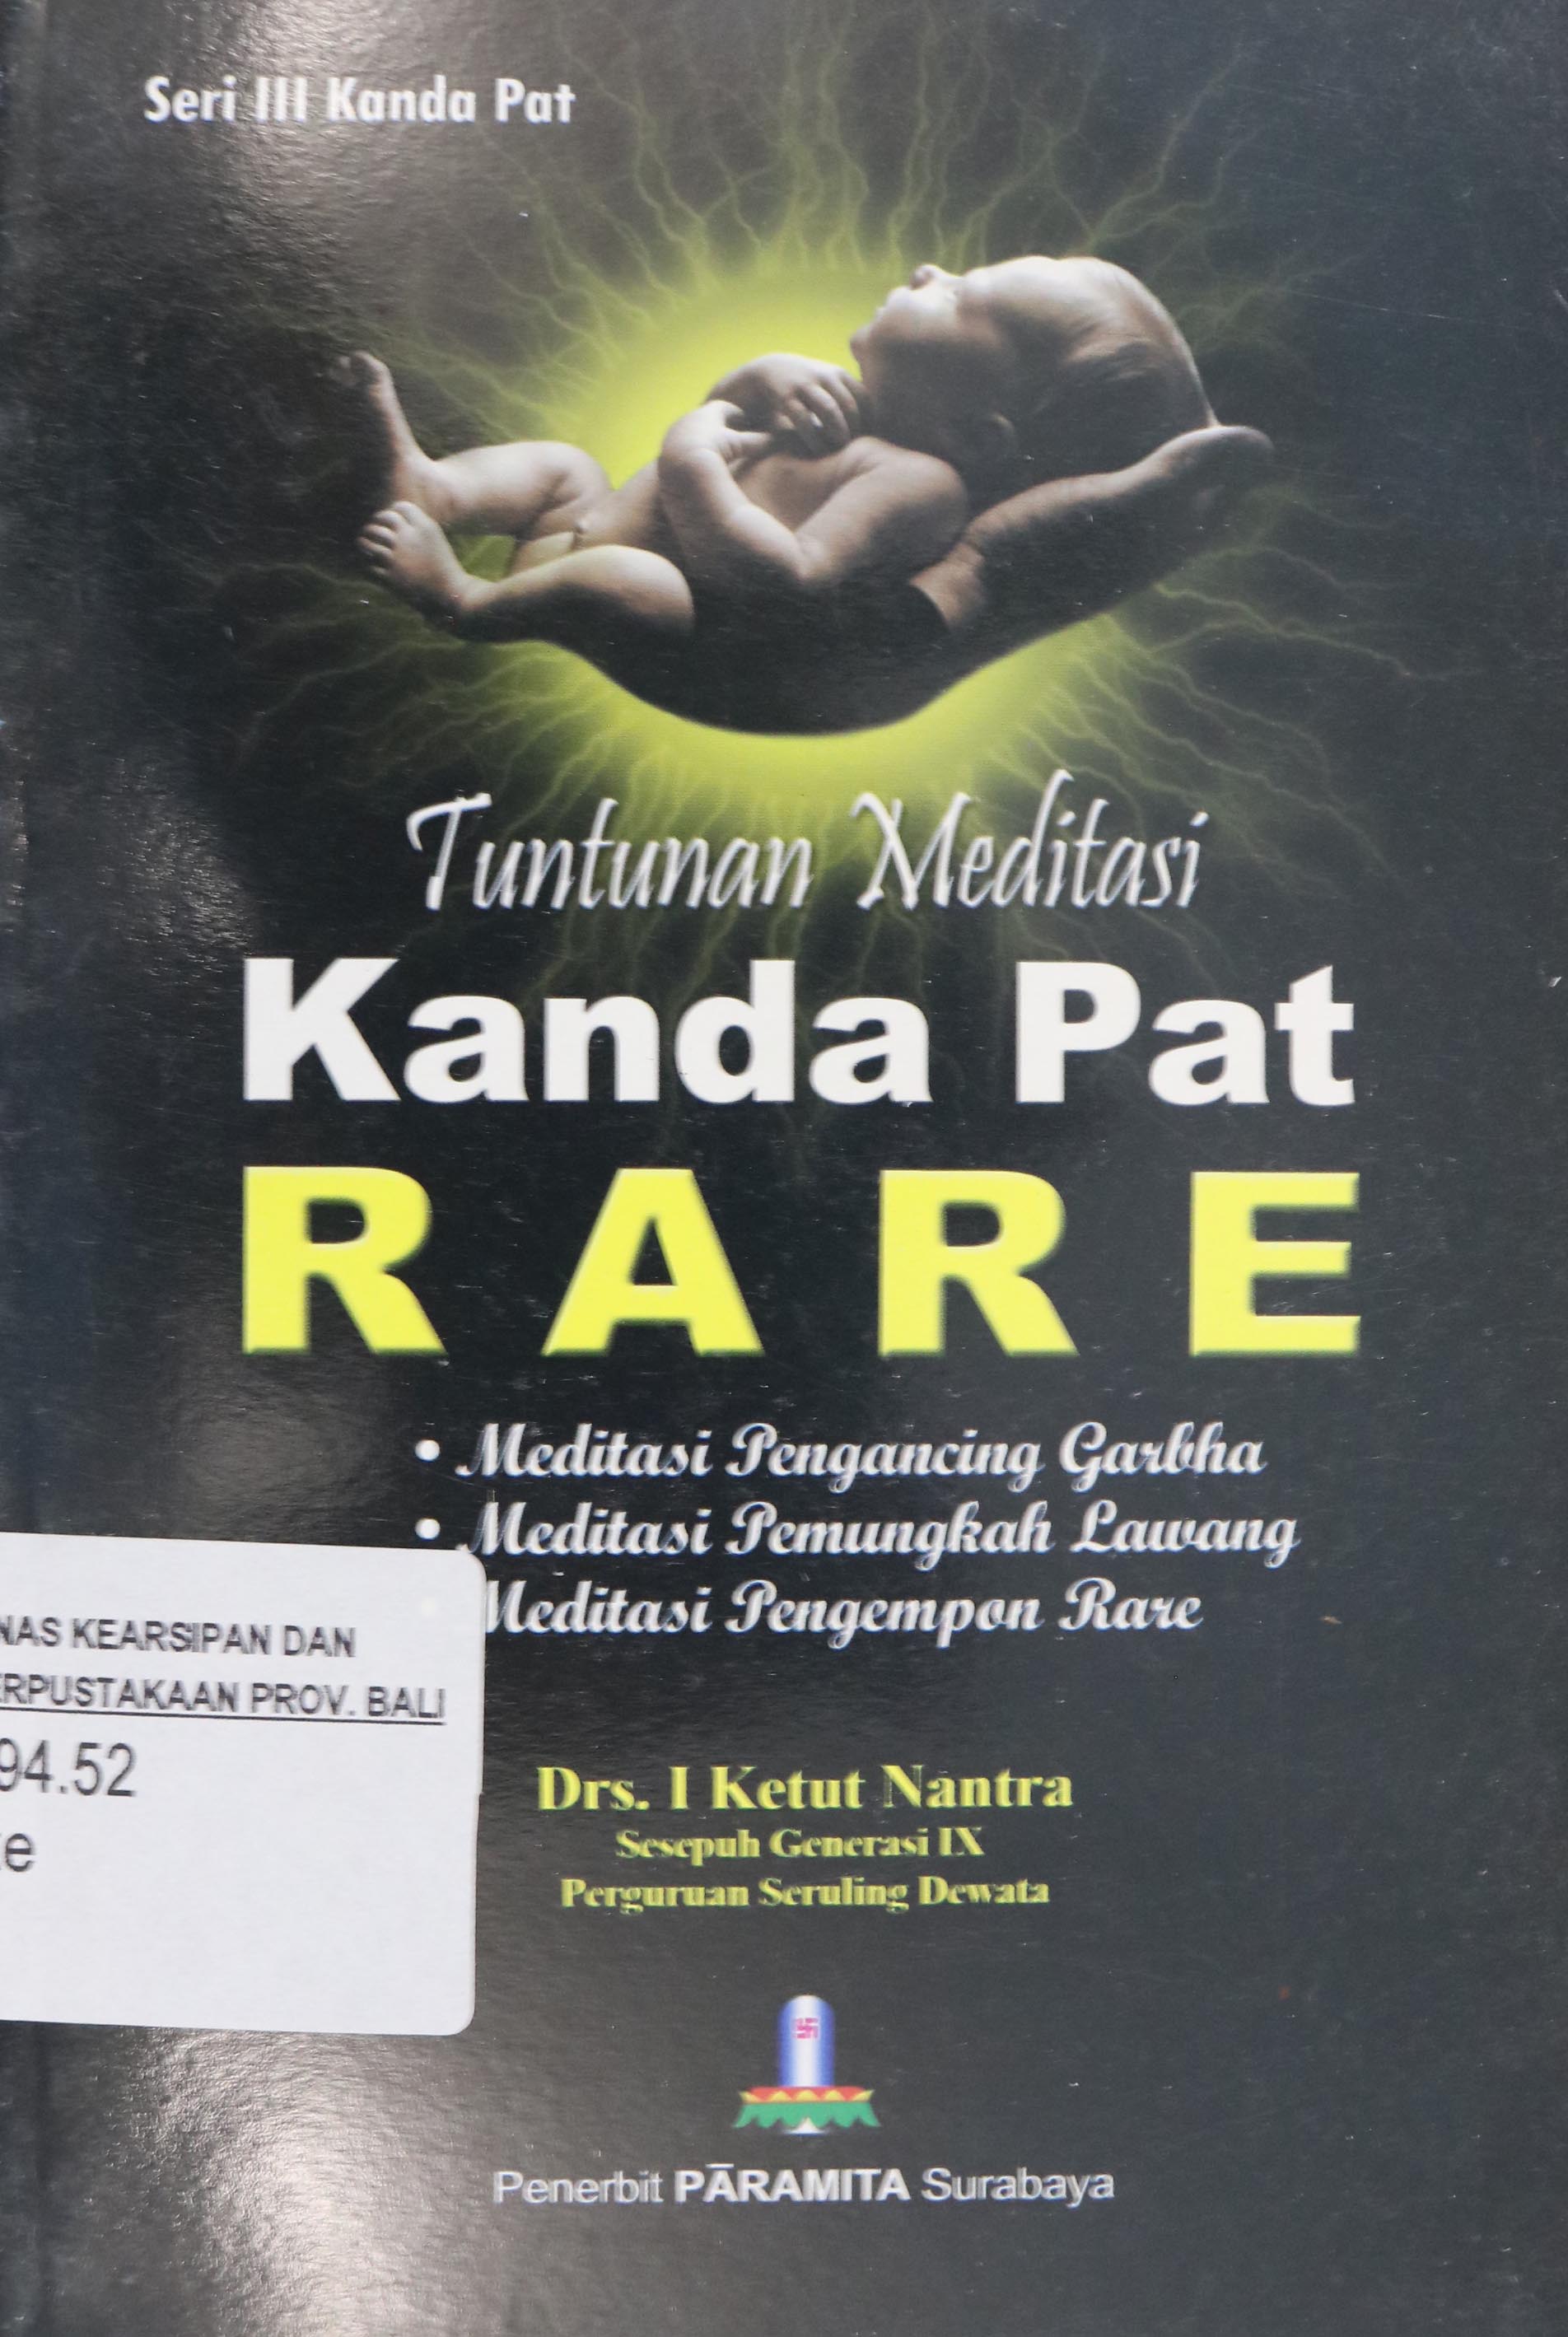 Seri III Kanda Pat
Tuntunan Meditasi
Kanda Pat
RARE
• Meditasi Pengancing Garbha
• Meditasi Pemungkah Lawang
Meditasi Pengempon Rare
NAS KEARSIPAN DAN
ERPUSTAKAAN PROV. BALI
94.52
Drs. I Ketut Nantra
Sesepuh Generasi IX
Perguruan Seruling Dewata
Penerbit PĀRAMITA Surabaya